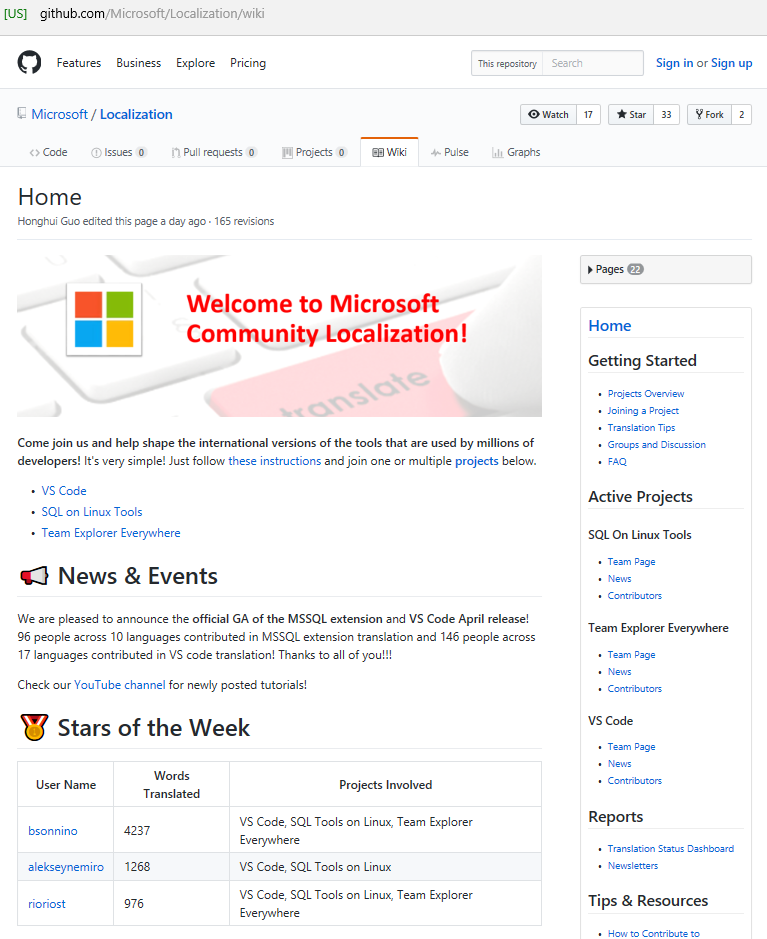 [US] github.com/Microsoft/Localization/wiki
Features Business Explore Pricing This repository Search Sign in or Sign up
Microsoft / Localization Watch 17 Star 33 Fork 2
Code Issues 0 Pull requests 0 Projects 0 Wiki Pulse Graphs
Home
Honghui Guo edited this page a day ago · 165 revisions
Welcome to Microsoft
Community Localization!
translate
Come join us and help shape the international versions of the tools that are used by millions of
developers! It's very simple! Just follow these instructions and join one or multiple projects below.
• VS Code
• SQL on Linux Tools
• Team Explorer Everywhere
News & Events
We are pleased to announce the official GA of the MSSQL extension and VS Code April release!
96 people across 10 languages contributed in MSSQL extension translation and 146 people across
17 languages contributed in VS code translation! Thanks to all of you!!!
Check our YouTube channel for newly posted tutorials!
Stars of the Week
User Name Words Translated Projects Involved
bsonnino 4237 VS Code, SQL Tools on Linux, Team Explorer
Everywhere
alekseynemiro 1268 VS Code, SQL Tools on Linux
rioriost 976 VS Code, SQL Tools on Linux, Team Explorer
Everywhere
Pages 22
Home
Getting Started
• Projects Overview
• Joining a Project
• Translation Tips
• Groups and Discussion
• FAQ
Active Projects
SQL On Linux Tools
• Team Page
• News
• Contributors
Team Explorer Everywhere
• Team Page
• News
• Contributors
VS Code
• Team Page
• News
• Contributors
Reports
• Translation Status Dashboard
• Newsletters
Tips & Resources
• How to Contribute to